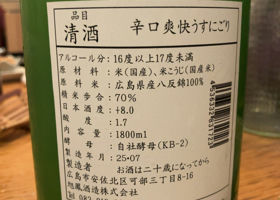 品目
清酒 辛口爽快うすにごり
アルコール分: 16度以上17度未満
原材料: 米(国産)、米こうじ(国産米)
原料米: 広島県産八反錦100%
精米歩合: 70%
日本酒度: +8.0
酸度: 1.7
内容量: 1800ml
酵母: 自社酵母(KB-2)
製造年月: 25・07
製造者 お酒は二十歳になってから
広島市安佐北区可部三丁目8-16
旭鳳酒造株式会社